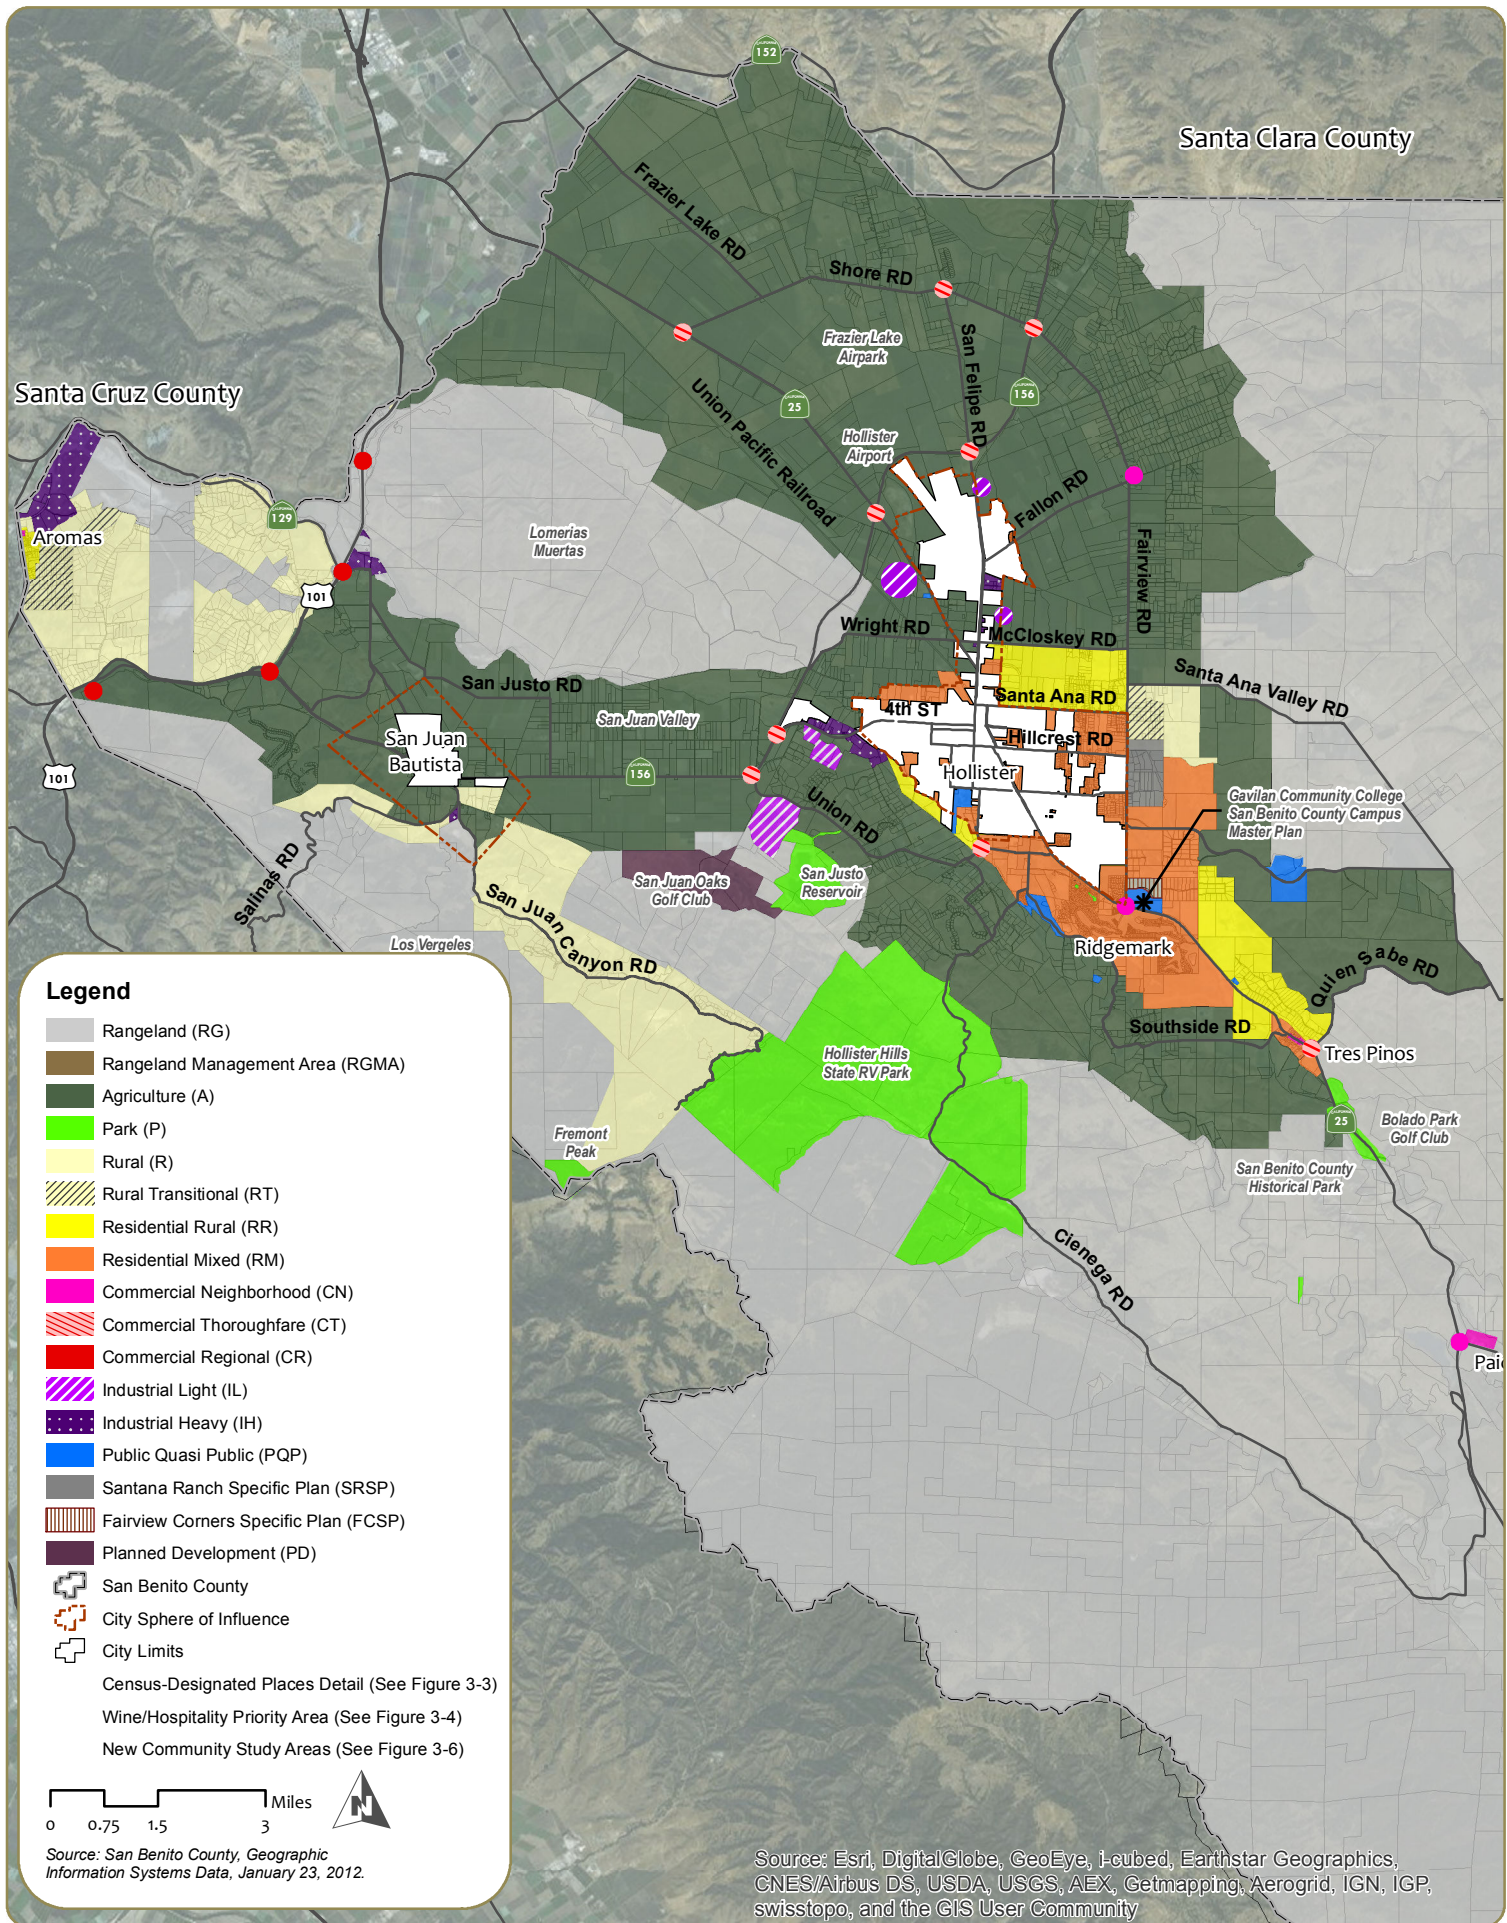 CALIFORNIA
152
Santa Clara County
Frazier Lake RD
Shore RD
Frazier Lake
Airpark
San Felipe RD
CALIFORNIA
156
CALIFORNIA
25
Santa Cruz County
Union Pacific Railroad
Hollister
Airport
Fallon RD
CALIFORNIA
129
Aromas
Lomerias
Muertas
Fairview RD
101
Wright RD
McCloskey RD
San Justo RD
Santa Ana RD
Santa Ana Valley RD
4th ST
San Juan Valley
San Juan
Bautista
Hillcrest RD
101
CALIFORNIA
156
Hollister
Union RD
Gavilan Community College
San Benito County Campus
Master Plan
Salinas RD
San Juan Oaks
Golf Club
San Justo
Reservoir
San Juan Canyon RD
Los Vergeles
Ridgemark
Quien Sabe RD
Southside RD
Tres Pinos
Hollister Hills
State RV Park
CALIFORNIA
25
Bolado Park
Golf Club
Fremont
Peak
San Benito County
Historical Park
Cienega RD
Paic
Legend
Rangeland (RG)
Rangeland Management Area (RGMA)
Agriculture (A)
Park (P)
Rural (R)
Rural Transitional (RT)
Residential Rural (RR)
Residential Mixed (RM)
Commercial Neighborhood (CN)
Commercial Thoroughfare (CT)
Commercial Regional (CR)
Industrial Light (IL)
Industrial Heavy (IH)
Public Quasi Public (PQP)
Santana Ranch Specific Plan (SRSP)
Fairview Corners Specific Plan (FCSP)
Planned Development (PD)
San Benito County
City Sphere of Influence
City Limits
Census-Designated Places Detail (See Figure 3-3)
Wine/Hospitality Priority Area (See Figure 3-4)
New Community Study Areas (See Figure 3-6)
Miles
0 0.75 1.5 3
N
Source: San Benito County, Geographic
Information Systems Data, January 23, 2012.
Source: Esri, DigitalGlobe, GeoEye, i-cubed, Earthstar Geographics,
CNES/Airbus DS, USDA, USGS, AEX, Getmapping, Aerogrid, IGN, IGP,
swisstopo, and the GIS User Community